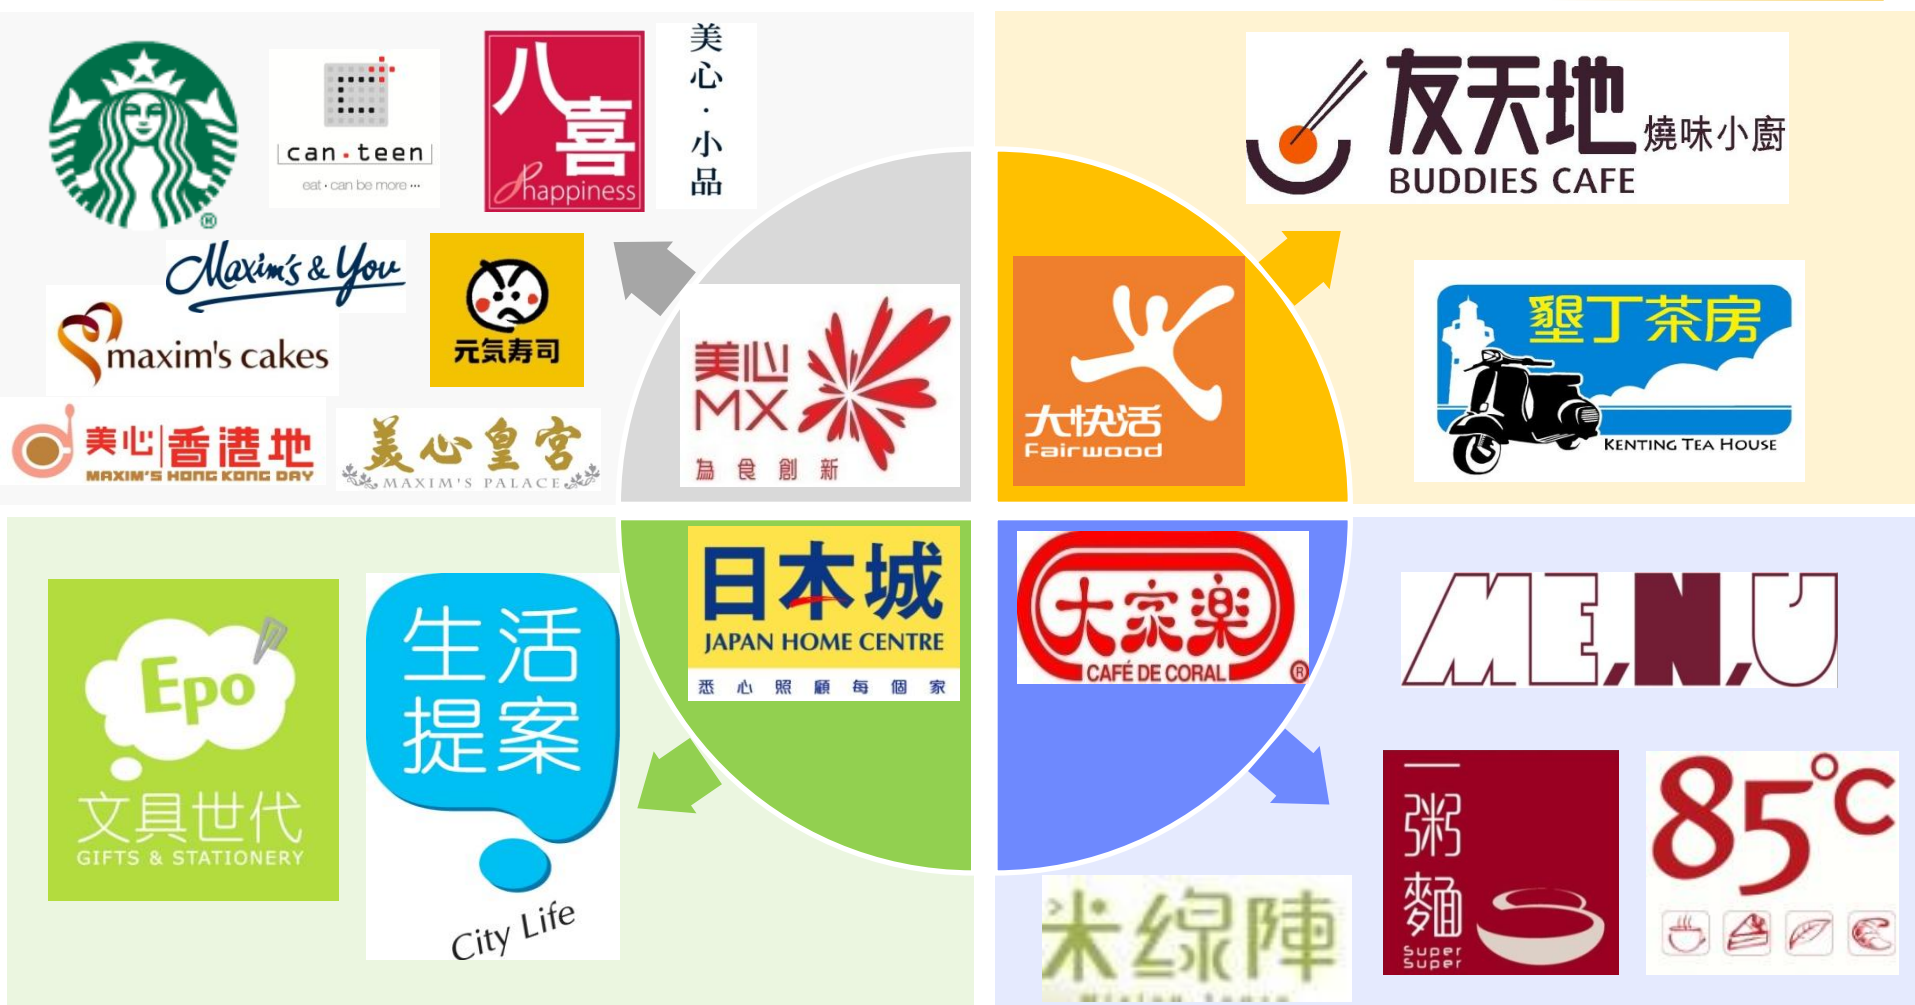 can·teen
eat·can be more ···
八
喜
happiness
美
心
·
小
品
Maxim's & You
maxim's cakes
元気寿司
美心|香港地
MAXIM'S HONG KONG DAY
美心皇宮
MAXIM'S PALACE
美心
MX
為食創新
友天地 燒味小廚
BUDDIES CAFE
大快活
Fairwood
墾丁茶房
KENTING TEA HOUSE
Epo
文具世代
GIFTS & STATIONERY
生活
提案
City Life
日本城
JAPAN HOME CENTRE
悉心照顧每個家
大家楽
CAFÉ DE CORAL
®
ME,N,U
一
粥
麵
Super
Super
85°C
米缐陣